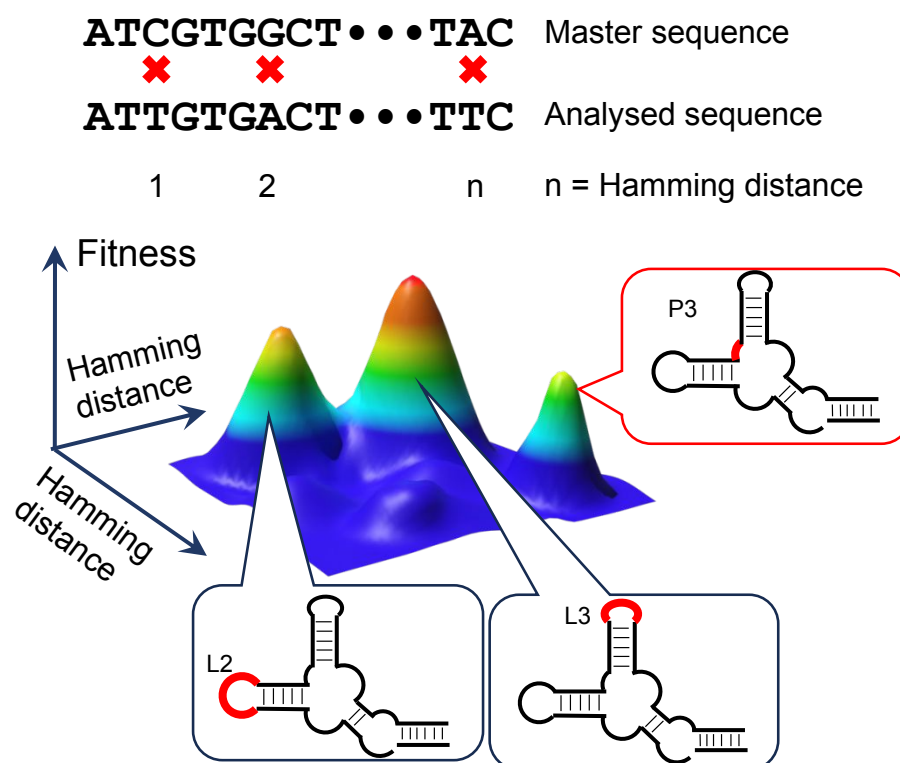 ATCGTGGCT•••TAC Master sequence
ATTGTGACT•••TTC Analysed sequence
1 2 n n = Hamming distance
Fitness
Hamming
distance
Hamming
distance
P3
L2
L3